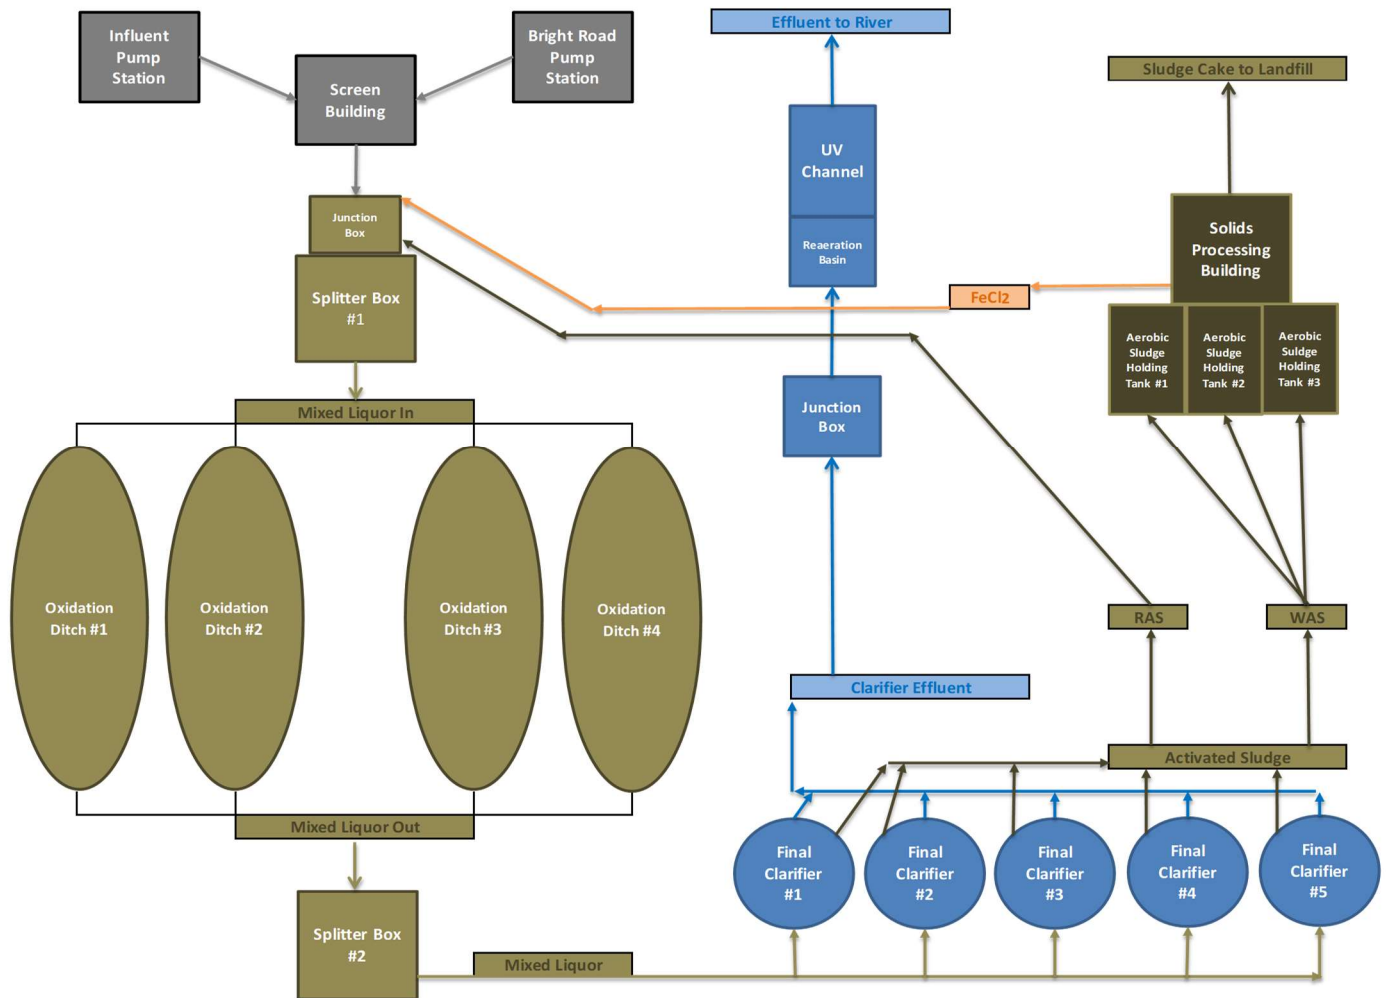 Influent
Pump
Station
Bright Road
Pump
Station
Screen
Building
Junction
Box
Splitter Box
#1
Mixed Liquor In
Oxidation
Ditch #1
Oxidation
Ditch #2
Oxidation
Ditch #3
Oxidation
Ditch #4
Mixed Liquor Out
Splitter Box
#2
Mixed Liquor
Effluent to River
UV
Channel
Reaeration
Basin
Junction
Box
Clarifier Effluent
Final
Clarifier
#1
Final
Clarifier
#2
Final
Clarifier
#3
Final
Clarifier
#4
Final
Clarifier
#5
Sludge Cake to Landfill
Solids
Processing
Building
FeCl2
Aerobic
Sludge
Holding
Tank #1
Aerobic
Sludge
Holding
Tank #2
Aerobic
Suldge
Holding
Tank #3
RAS
WAS
Activated Sludge